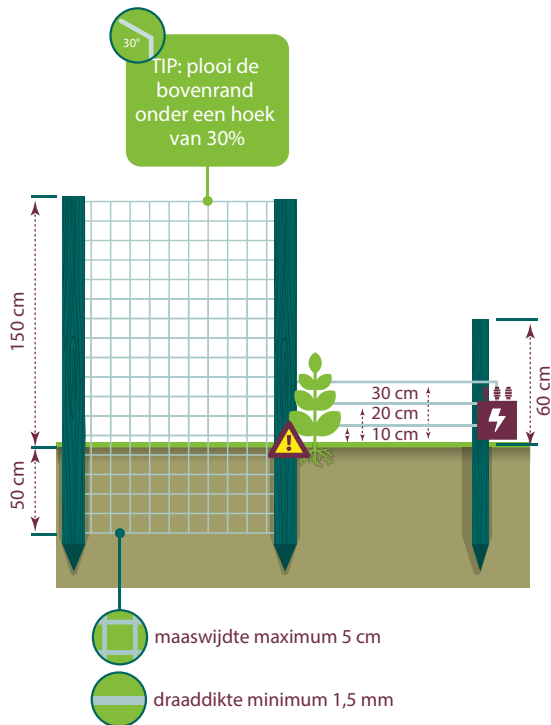 30°
TIP: plooi de
bovenrand
onder een hoek
van 30%
150 cm
50 cm
30 cm
20 cm
10 cm
60 cm
maaswijdte maximum 5 cm
draaddikte minimum 1,5 mm